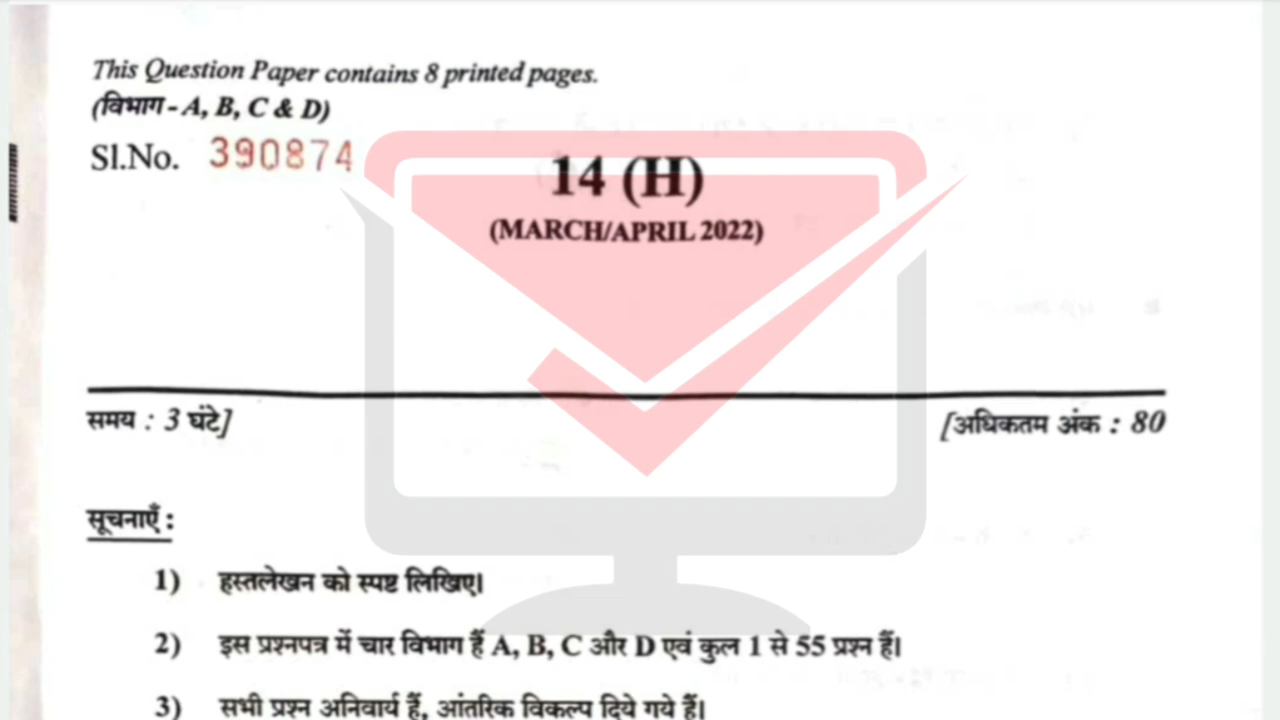 This Question Paper contains 8 printed pages.
(विभाग - A, B, C & D)
Sl.No. 390874
14 (H)
(MARCH/APRIL 2022)
समय : 3 घंटे]
[अधिकतम अंक : 80
सूचनाएँ :
1) हस्तलेखन को स्पष्ट लिखिए।
2) इस प्रश्नपत्र में चार विभाग हैं A, B, C और D एवं कुल 1 से 55 प्रश्न हैं।
3) सभी प्रश्न अनिवार्य हैं, आंतरिक विकल्प दिये गये हैं।